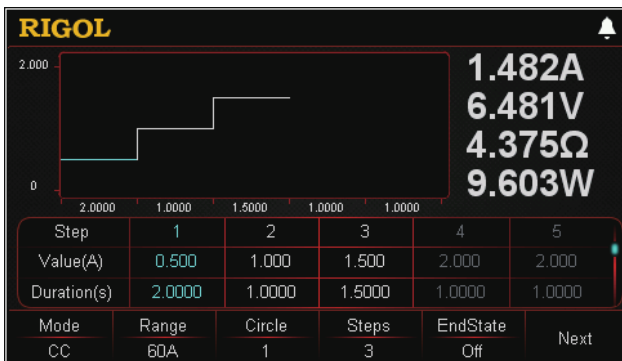 RIGOL
2.000
0
2.0000 1.0000 1.5000 1.0000 1.0000
1.482A
6.481V
4.375Ω
9.603W
Step 1 2 3 4 5
Value(A) 0.500 1.000 1.500 2.000 2.000
Duration(s) 2.0000 1.0000 1.5000 1.0000 1.0000
Mode Range Circle Steps EndState Next
CC 60A 1 3 Off